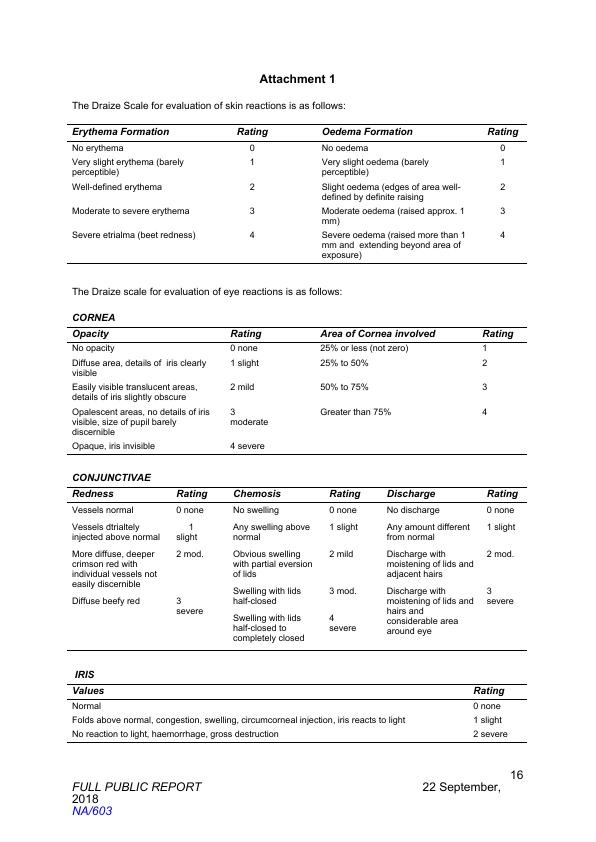 Attachment 1
The Draize Scale for evaluation of skin reactions is as follows:
Erythema Formation Rating Oedema Formation Rating
No erythema 0 No oedema 0
Very slight erythema (barely perceptible) 1 Very slight oedema (barely perceptible) 1
Well-defined erythema 2 Slight oedema (edges of area well-defined by definite raising 2
Moderate to severe erythema 3 Moderate oedema (raised approx. 1 mm) 3
Severe etrialma (beet redness) 4 Severe oedema (raised more than 1 mm and extending beyond area of exposure) 4
The Draize scale for evaluation of eye reactions is as follows:
CORNEA
Opacity Rating Area of Cornea involved Rating
No opacity 0 none 25% or less (not zero) 1
Diffuse area, details of iris clearly visible 1 slight 25% to 50% 2
Easily visible translucent areas, details of iris slightly obscure 2 mild 50% to 75% 3
Opalescent areas, no details of iris visible, size of pupil barely discernible 3 moderate Greater than 75% 4
Opaque, iris invisible 4 severe
CONJUNCTIVAE
Redness Rating Chemosis Rating Discharge Rating
Vessels normal 0 none No swelling 0 none No discharge 0 none
Vessels dtrialtely injected above normal 1 slight Any swelling above normal 1 slight Any amount different from normal 1 slight
More diffuse, deeper crimson red with individual vessels not easily discernible 2 mod. Obvious swelling with partial eversion of lids 2 mild Discharge with moistening of lids and adjacent hairs 2 mod.
Diffuse beefy red 3 severe Swelling with lids half-closed 3 mod. Discharge with moistening of lids and hairs and considerable area around eye 3 severe
Swelling with lids half-closed to completely closed 4 severe
IRIS
Values Rating
Normal 0 none
Folds above normal, congestion, swelling, circumcorneal injection, iris reacts to light 1 slight
No reaction to light, haemorrhage, gross destruction 2 severe
16
FULL PUBLIC REPORT 22 September,
2018
NA/603